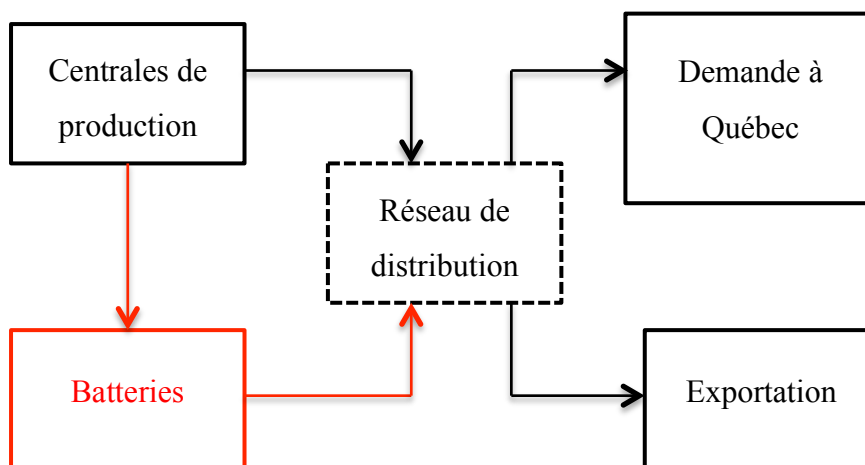 Centrales de
production
Demande à
Québec
Réseau de
distribution
Batteries
Exportation